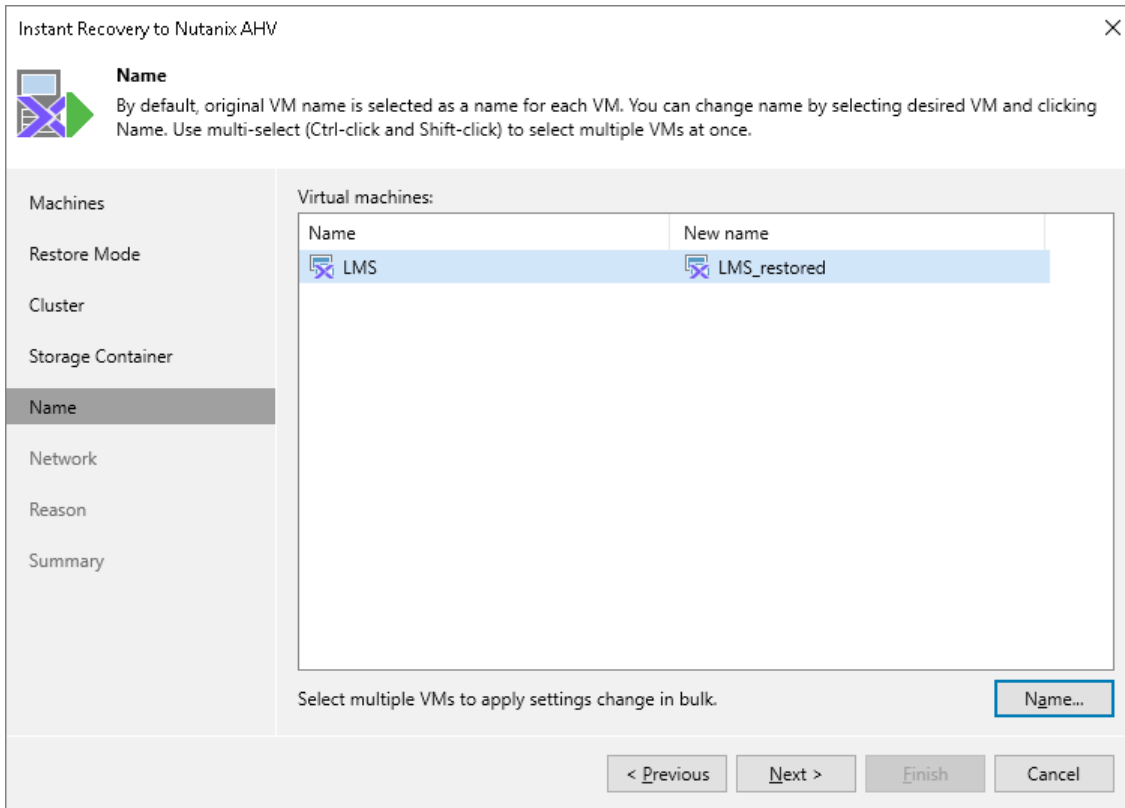 Instant Recovery to Nutanix AHV
Name
By default, original VM name is selected as a name for each VM. You can change name by selecting desired VM and clicking
Name. Use multi-select (Ctrl-click and Shift-click) to select multiple VMs at once.
Machines
Restore Mode
Cluster
Storage Container
Name
Network
Reason
Summary
Virtual machines:
Name New name
LMS LMS_restored
Select multiple VMs to apply settings change in bulk.
Name...
< Previous Next > Finish Cancel